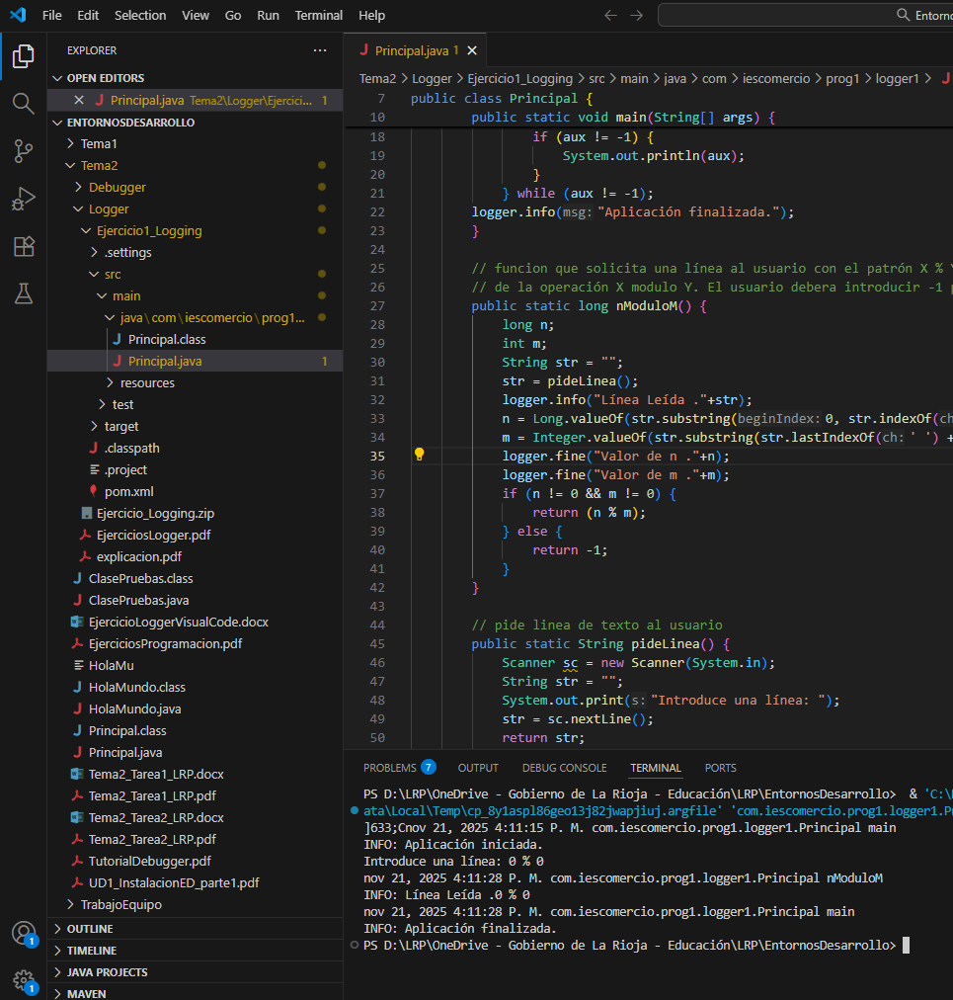 File Edit Selection View Go Run Terminal Help
Entorno
EXPLORER
OPEN EDITORS
Principal.java Tema2\Logger\Ejercici... 1
ENTORNOSDESARROLLO
Tema1
Tema2
Debugger
Logger
Ejercicio1_Logging
.settings
src
main
java\com\iescomercio\prog1...
Principal.class
Principal.java 1
resources
test
target
.classpath
.project
pom.xml
Ejercicio_Logging.zip
EjerciciosLogger.pdf
explicacion.pdf
ClasePruebas.class
ClasePruebas.java
EjercicioLoggerVisualCode.docx
EjerciciosProgramacion.pdf
HolaMu
HolaMundo.class
HolaMundo.java
Principal.class
Principal.java
Tema2_Tarea1_LRP.docx
Tema2_Tarea1_LRP.pdf
Tema2_Tarea2_LRP.docx
Tema2_Tarea2_LRP.pdf
TutorialDebugger.pdf
UD1_InstalacionED_parte1.pdf
TrabajoEquipo
OUTLINE
TIMELINE
JAVA PROJECTS
MAVEN
1
1
Principal.java 1
Tema2 > Logger > Ejercicio1_Logging > src > main > java > com > iescomercio > prog1 > logger1 >
7 public class Principal {
10 public static void main(String[] args) {
18 if (aux != -1) {
19 System.out.println(aux);
20 }
21 } while (aux != -1);
22 logger.info(msg: "Aplicación finalizada.");
23 }
24
25 // funcion que solicita una línea al usuario con el patrón X % Y
26 // de la operación X modulo Y. El usuario debera introducir -1 p
27 public static long nModuloM() {
28 long n;
29 int m;
30 String str = "";
31 str = pideLinea();
32 logger.info("Línea Leída ."+str);
33 n = Long.valueOf(str.substring(beginIndex: 0, str.indexOf(ch
34 m = Integer.valueOf(str.substring(str.lastIndexOf(ch: ' ') +
35 logger.fine("Valor de n ."+n);
36 logger.fine("Valor de m ."+m);
37 if (n != 0 && m != 0) {
38 return (n % m);
39 } else {
40 return -1;
41 }
42 }
43
44 // pide linea de texto al usuario
45 public static String pideLinea() {
46 Scanner sc = new Scanner(System.in);
47 String str = "";
48 System.out.print(s: "Introduce una línea: ");
49 str = sc.nextLine();
50 return str;
PROBLEMS 7 OUTPUT DEBUG CONSOLE TERMINAL PORTS
PS D:\LRP\OneDrive - Gobierno de La Rioja - Educación\LRP\EntornosDesarrollo> & 'C:\
ata\Local\Temp\cp_8y1aspl86geo13j82jwapjiuj.argfile' 'com.iescomercio.prog1.logger1.Pr
]633;Cnov 21, 2025 4:11:15 P. M. com.iescomercio.prog1.logger1.Principal main
INFO: Aplicación iniciada.
Introduce una línea: 0 % 0
nov 21, 2025 4:11:28 P. M. com.iescomercio.prog1.logger1.Principal nModuloM
INFO: Línea Leída .0 % 0
nov 21, 2025 4:11:28 P. M. com.iescomercio.prog1.logger1.Principal main
INFO: Aplicación finalizada.
PS D:\LRP\OneDrive - Gobierno de La Rioja - Educación\LRP\EntornosDesarrollo>